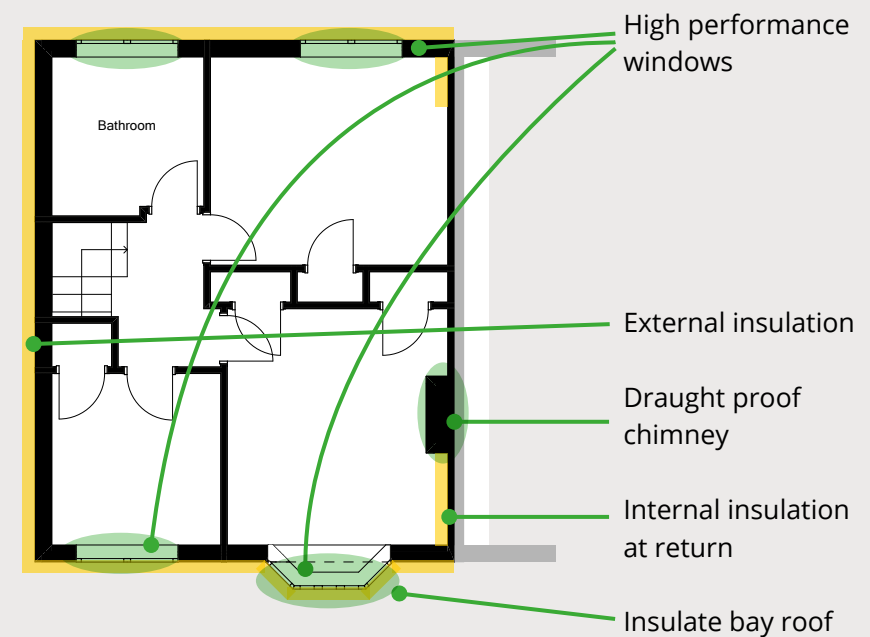 High performance
windows
Bathroom
External insulation
Draught proof
chimney
Internal insulation
at return
Insulate bay roof